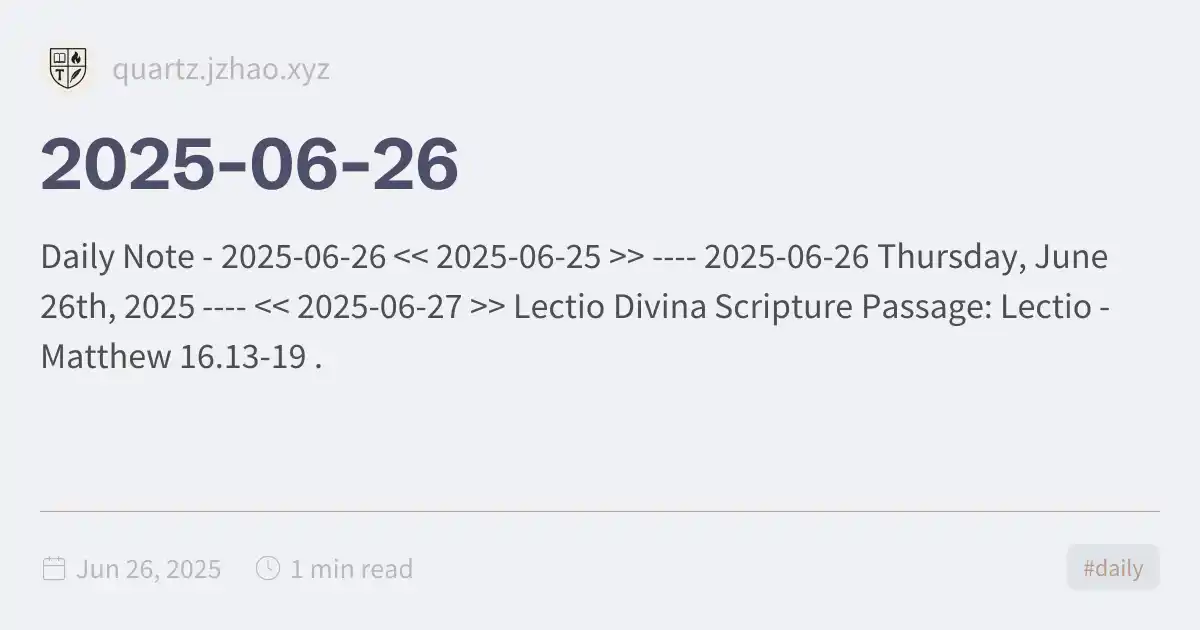 T
quartz.jzhao.xyz
2025-06-26
Daily Note - 2025-06-26 << 2025-06-25 >> ---- 2025-06-26 Thursday, June
26th, 2025 ---- << 2025-06-27 >> Lectio Divina Scripture Passage: Lectio -
Matthew 16.13-19 .
Jun 26, 2025
1 min read
#daily